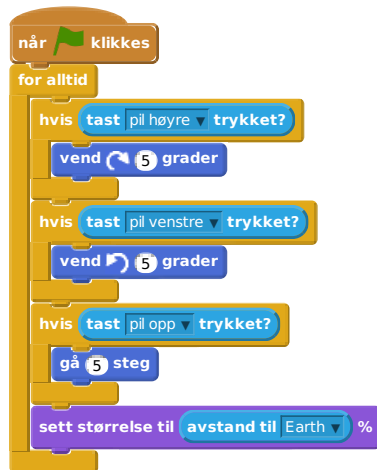 når klikkes
for alltid
hvis tast pil høyre trykket?
vend 5 grader
hvis tast pil venstre trykket?
vend 5 grader
hvis tast pil opp trykket?
gå 5 steg
sett størrelse til avstand til Earth %